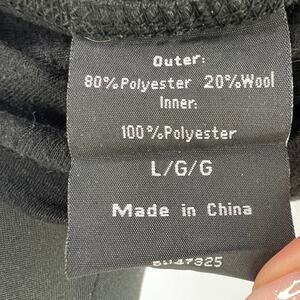 Outer:
80%Polyester 20%Wool
Inner:
100%Polyester
L/G/G
Made in China